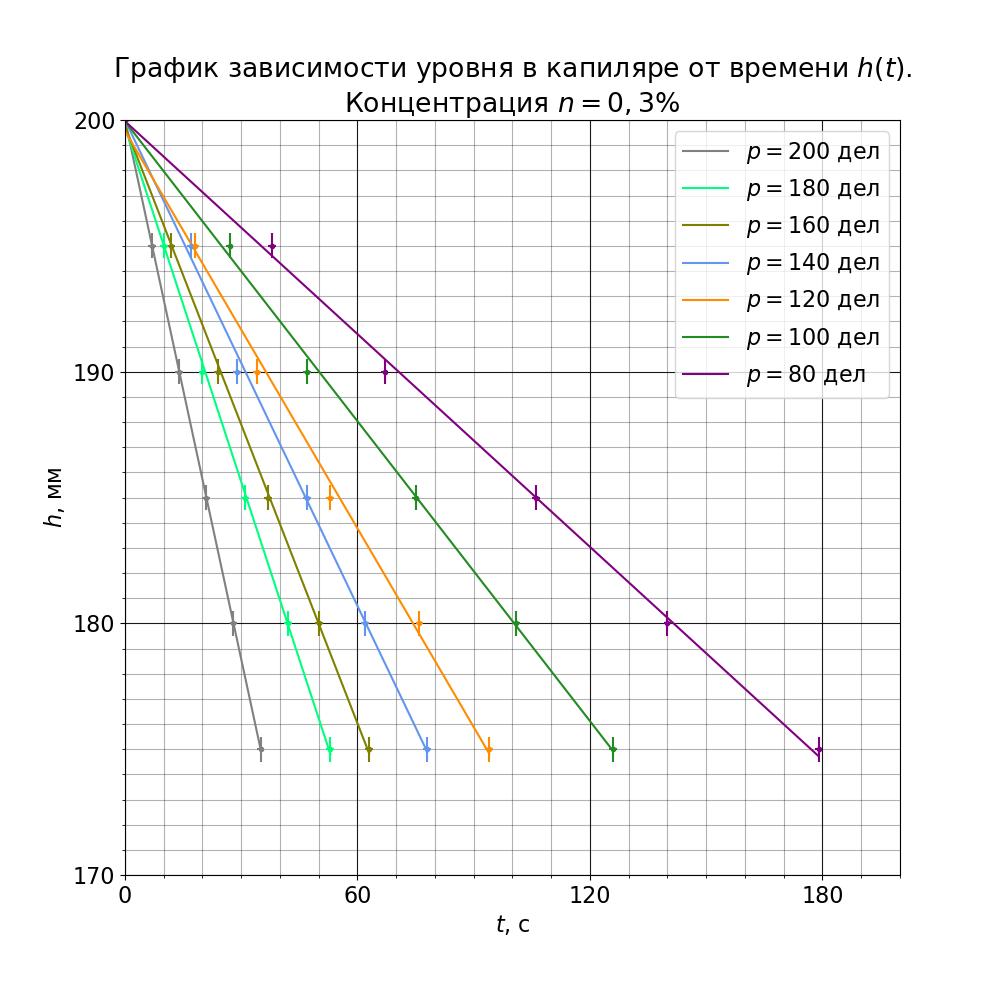 График зависимости уровня в капиляре от времени h(t).
Концентрация n = 0, 3%
200
190
180
170
h, мм
0
60
120
180
t, с
p = 200 дел
p = 180 дел
p = 160 дел
p = 140 дел
p = 120 дел
p = 100 дел
p = 80 дел